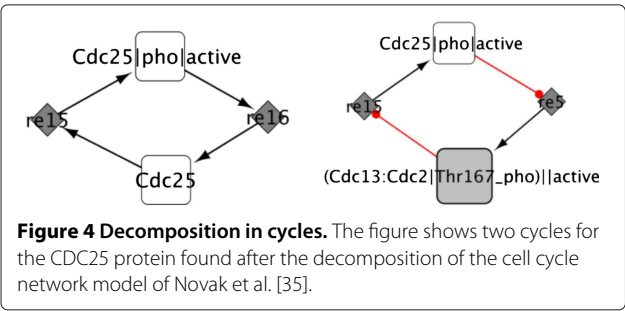 Cdc25|pho|active
re15
re16
Cdc25
Cdc25|pho|active
re15
re5
(Cdc13:Cdc2|Thr167_pho)||active
Figure 4 Decomposition in cycles. The figure shows two cycles for
the CDC25 protein found after the decomposition of the cell cycle
network model of Novak et al. [35].